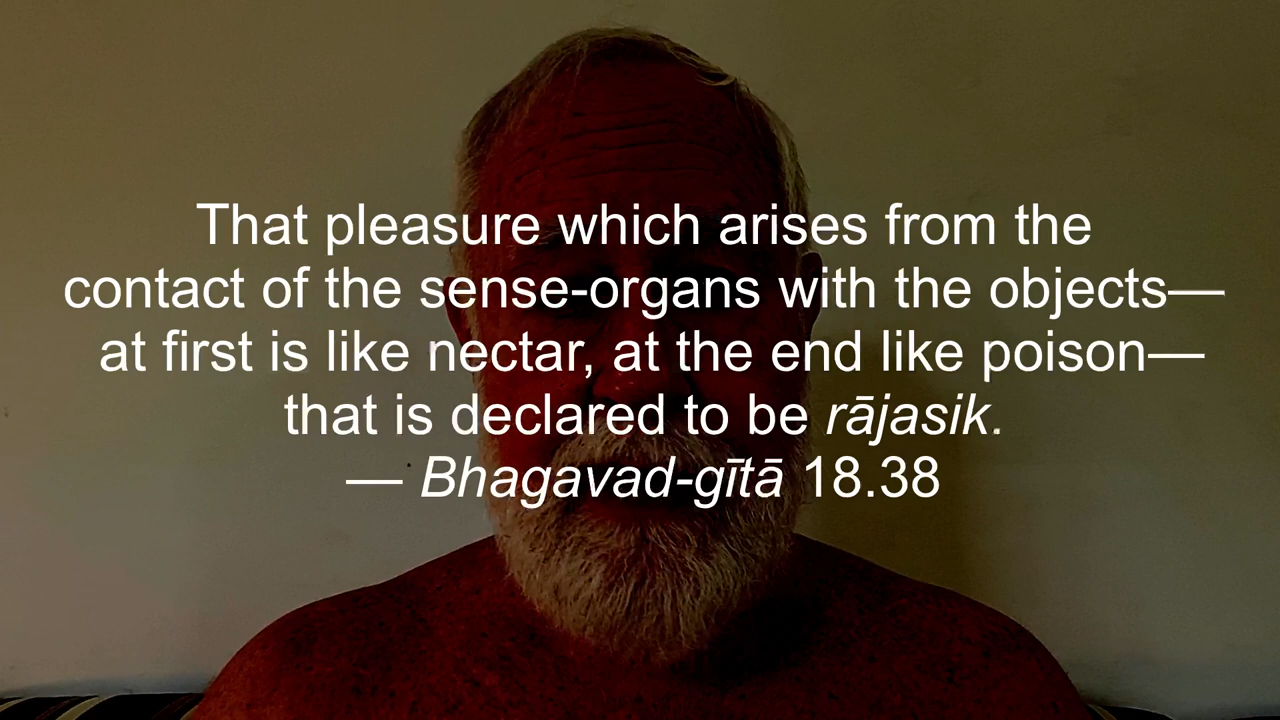 That pleasure which arises from the
contact of the sense-organs with the objects—
at first is like nectar, at the end like poison—
that is declared to be rājasik.
— Bhagavad-gītā 18.38